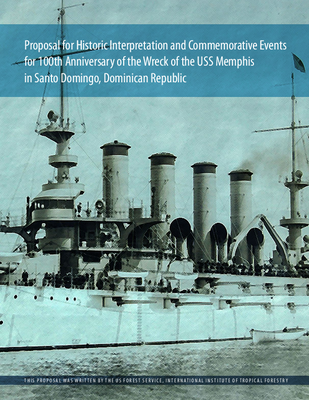 Proposal for Historic Interpretation and Commemorative Events
for 100th Anniversary of the Wreck of the USS Memphis
in Santo Domingo, Dominican Republic
THIS PROPOSAL WAS WRITTEN BY THE US FOREST SERVICE, INTERNATIONAL INSTITUTE OF TROPICAL FORESTRY